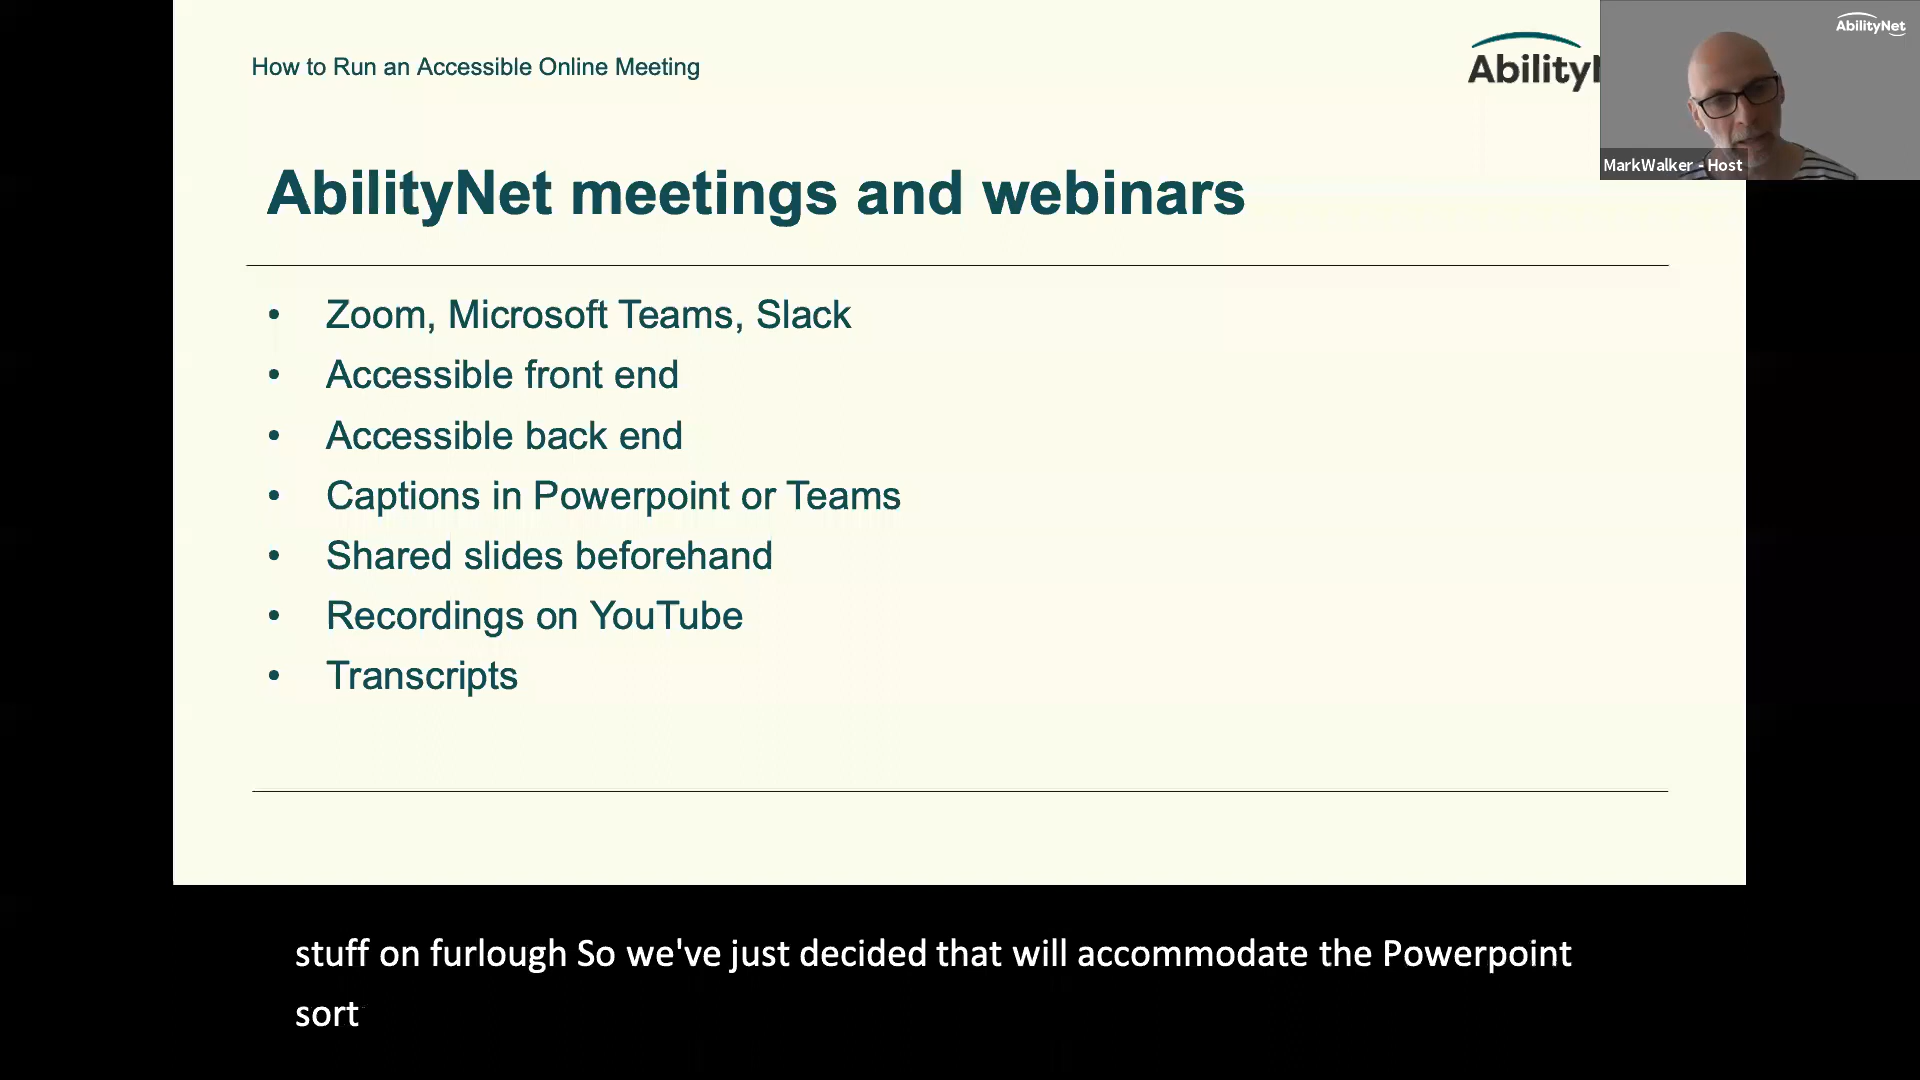 How to Run an Accessible Online Meeting
Ability
AbilityNet
MarkWalker - Host
AbilityNet meetings and webinars
• Zoom, Microsoft Teams, Slack
• Accessible front end
• Accessible back end
• Captions in Powerpoint or Teams
• Shared slides beforehand
• Recordings on YouTube
• Transcripts
stuff on furlough So we've just decided that will accommodate the Powerpoint
sort